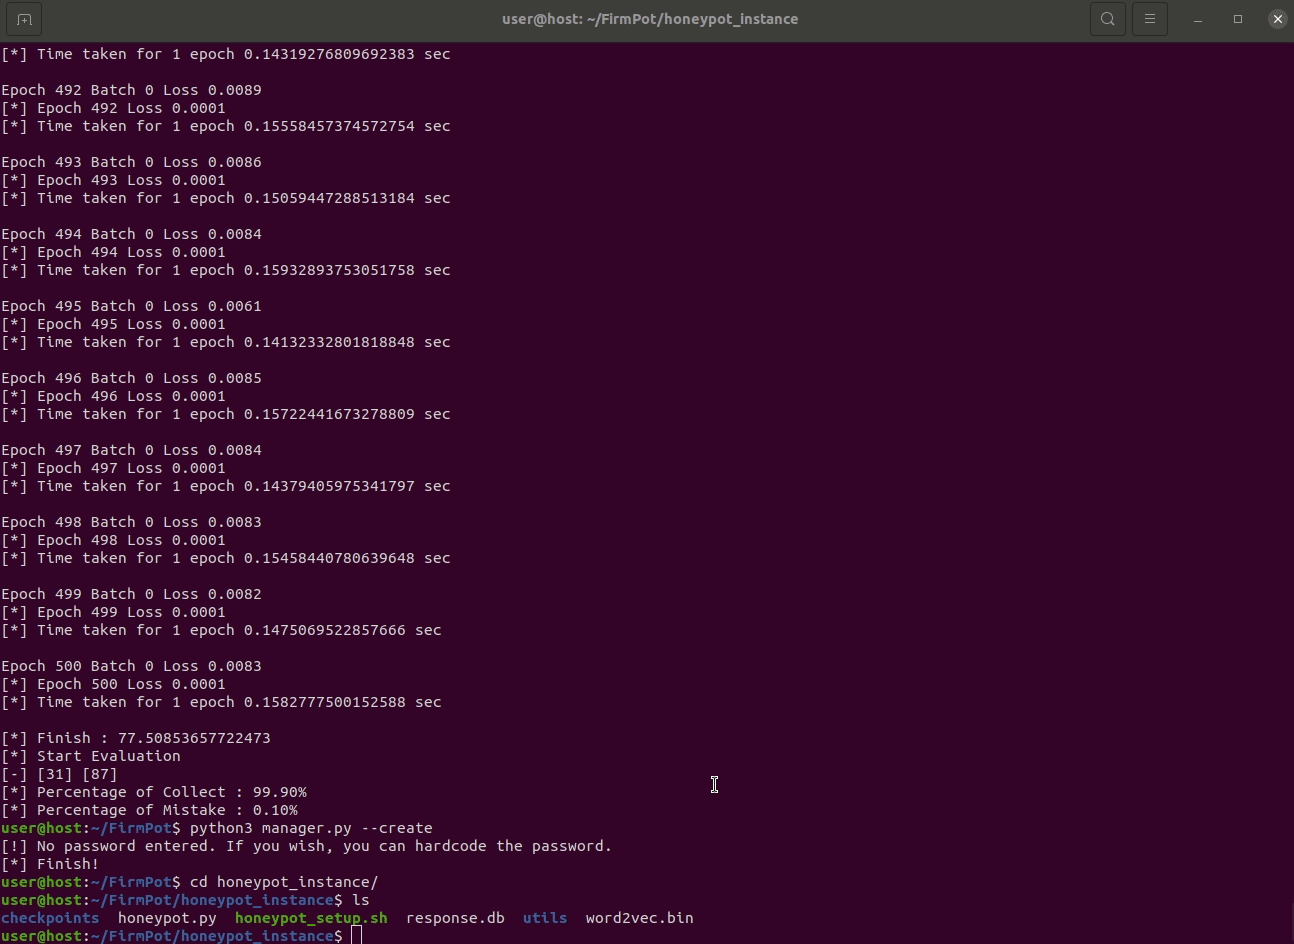 user@host: ~/FirmPot/honeypot_instance
[*] Time taken for 1 epoch 0.14319276809692383 sec
Epoch 492 Batch 0 Loss 0.0089
[*] Epoch 492 Loss 0.0001
[*] Time taken for 1 epoch 0.15558457374572754 sec
Epoch 493 Batch 0 Loss 0.0086
[*] Epoch 493 Loss 0.0001
[*] Time taken for 1 epoch 0.15059447288513184 sec
Epoch 494 Batch 0 Loss 0.0084
[*] Epoch 494 Loss 0.0001
[*] Time taken for 1 epoch 0.15932893753051758 sec
Epoch 495 Batch 0 Loss 0.0061
[*] Epoch 495 Loss 0.0001
[*] Time taken for 1 epoch 0.14132332801818848 sec
Epoch 496 Batch 0 Loss 0.0085
[*] Epoch 496 Loss 0.0001
[*] Time taken for 1 epoch 0.15722441673278809 sec
Epoch 497 Batch 0 Loss 0.0084
[*] Epoch 497 Loss 0.0001
[*] Time taken for 1 epoch 0.14379405975341797 sec
Epoch 498 Batch 0 Loss 0.0083
[*] Epoch 498 Loss 0.0001
[*] Time taken for 1 epoch 0.15458440780639648 sec
Epoch 499 Batch 0 Loss 0.0082
[*] Epoch 499 Loss 0.0001
[*] Time taken for 1 epoch 0.1475069522857666 sec
Epoch 500 Batch 0 Loss 0.0083
[*] Epoch 500 Loss 0.0001
[*] Time taken for 1 epoch 0.1582777500152588 sec
[*] Finish : 77.50853657722473
[*] Start Evaluation
[-] [31] [87]
[*] Percentage of Collect : 99.90%
[*] Percentage of Mistake : 0.10%
user@host:~/FirmPot$ python3 manager.py --create
[!] No password entered. If you wish, you can hardcode the password.
[*] Finish!
user@host:~/FirmPot$ cd honeypot_instance/
user@host:~/FirmPot/honeypot_instance$ ls
checkpoints honeypot.py honeypot_setup.sh response.db utils word2vec.bin
user@host:~/FirmPot/honeypot_instance$